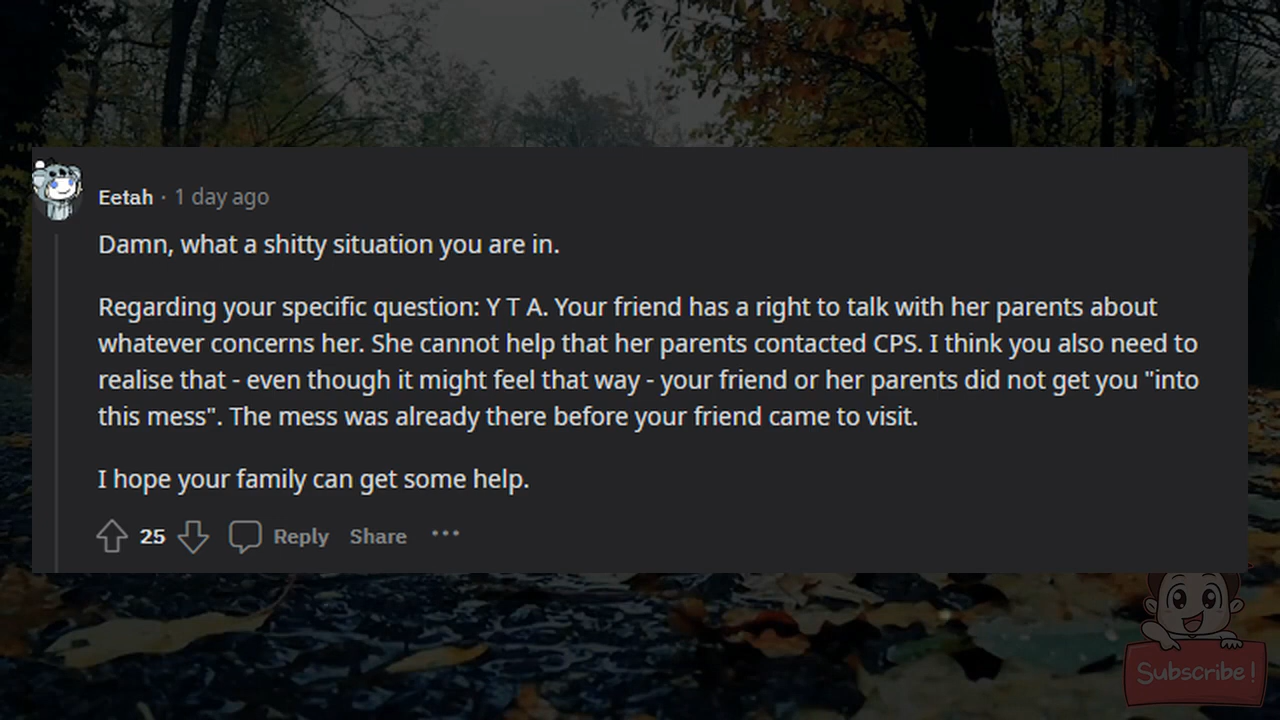 Eetah · 1 day ago
Damn, what a shitty situation you are in.
Regarding your specific question: Y T A. Your friend has a right to talk with her parents about
whatever concerns her. She cannot help that her parents contacted CPS. I think you also need to
realise that - even though it might feel that way - your friend or her parents did not get you "into
this mess". The mess was already there before your friend came to visit.
I hope your family can get some help.
25 Reply Share ···
Subscribe!